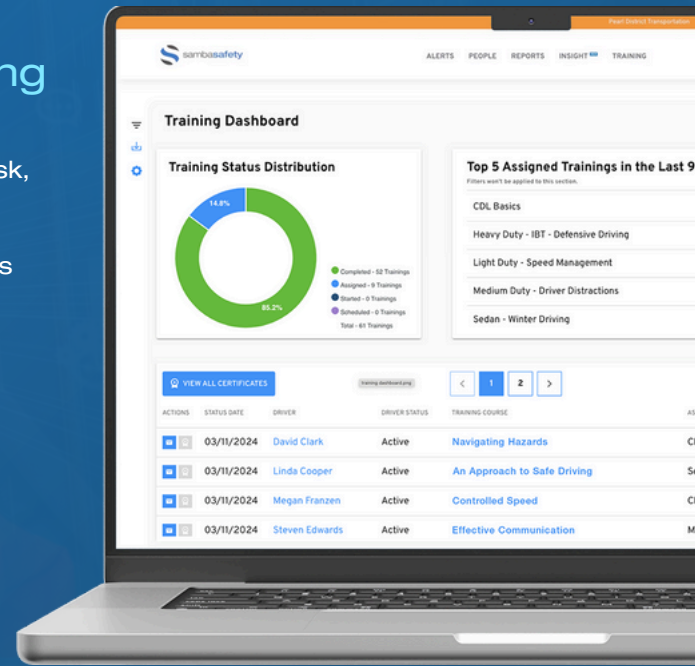 ng
sk,
s
Pearl District Transportation
sambasafety
ALERTS PEOPLE REPORTS INSIGHT TRAINING
Training Dashboard
Training Status Distribution
14.8%
85.2%
Completed - 52 Trainings
Assigned - 9 Trainings
Started - 0 Trainings
Scheduled - 0 Trainings
Total - 61 Trainings
Top 5 Assigned Trainings in the Last 9
Filters won't be applied to this section.
CDL Basics
Heavy Duty - IBT - Defensive Driving
Light Duty - Speed Management
Medium Duty - Driver Distractions
Sedan - Winter Driving
VIEW ALL CERTIFICATES
training dashboard.png
< 1 2 >
ACTIONS STATUS DATE DRIVER DRIVER STATUS TRAINING COURSE AS
03/11/2024 David Clark Active Navigating Hazards Cl
03/11/2024 Linda Cooper Active An Approach to Safe Driving Se
03/11/2024 Megan Franzen Active Controlled Speed Cl
03/11/2024 Steven Edwards Active Effective Communication M